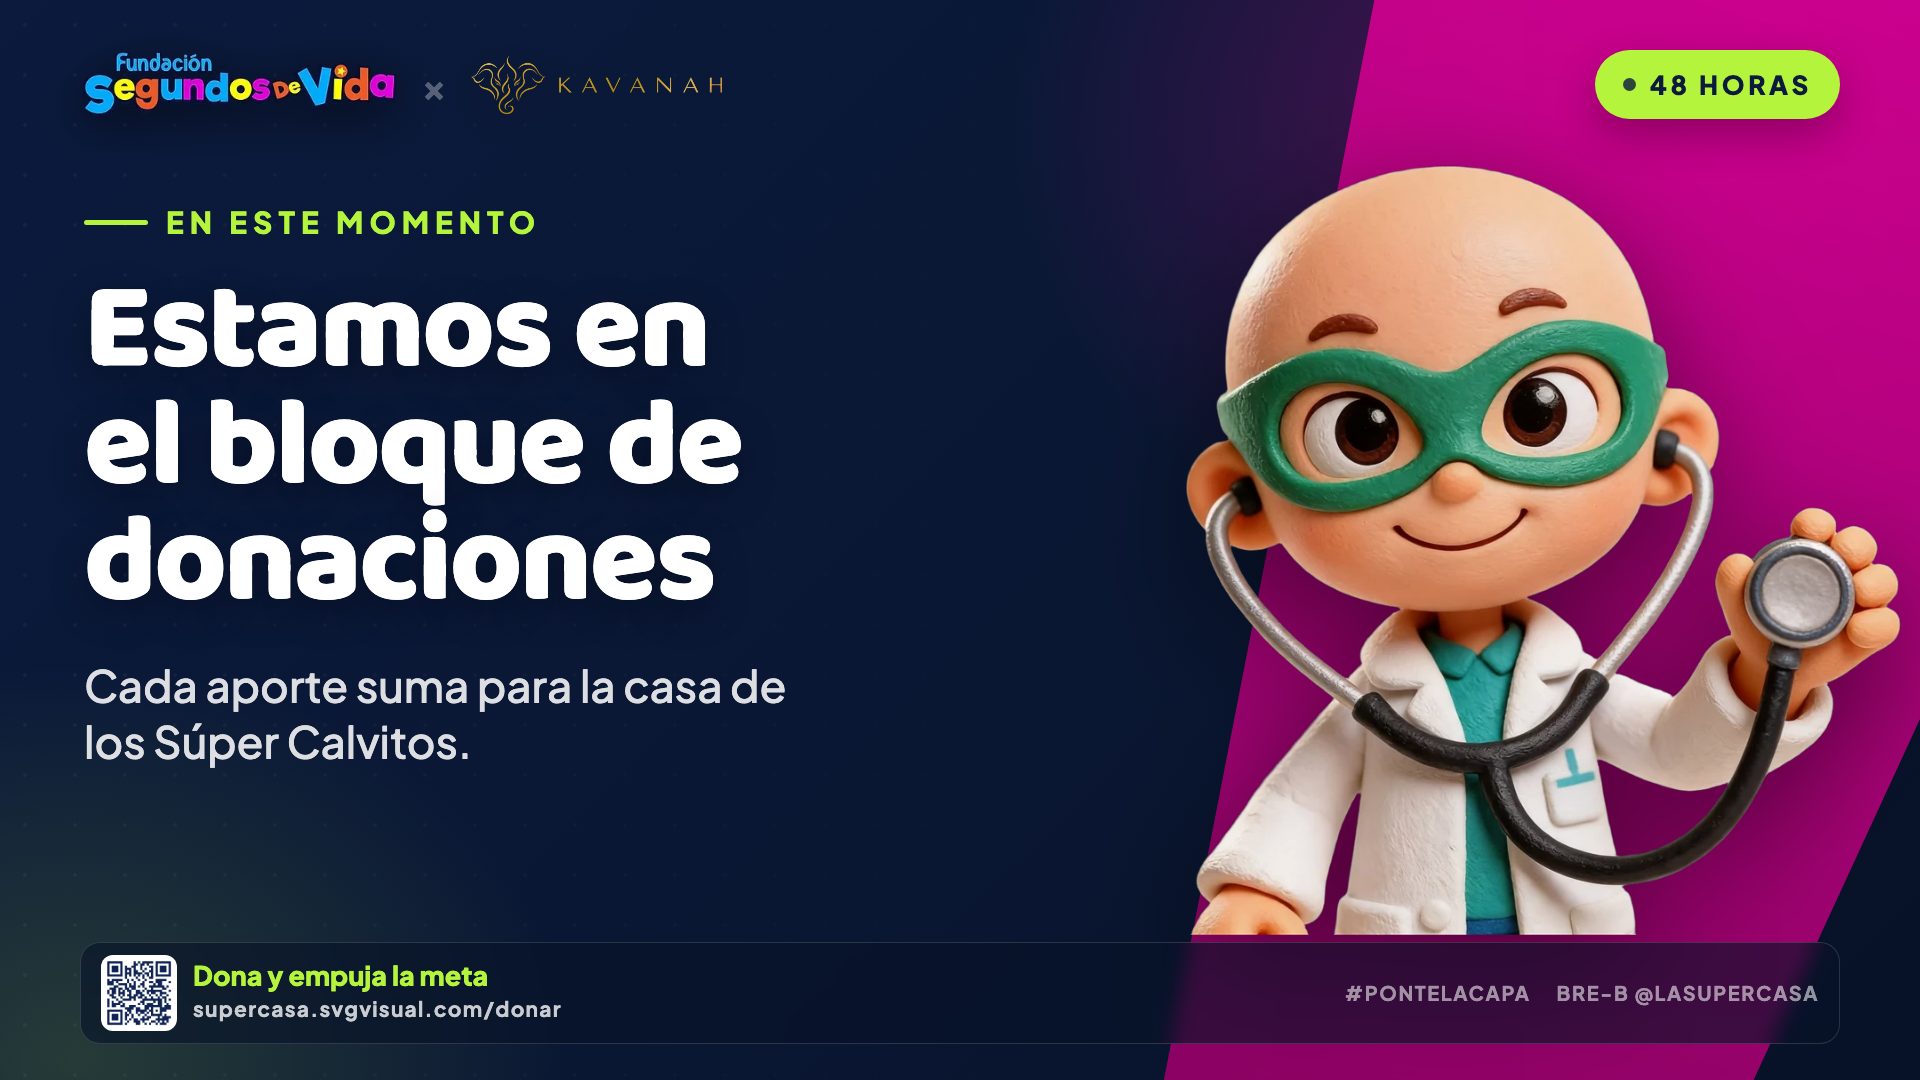 Fundación
Segundos DE Vida
×
KAVANAH
48 HORAS
EN ESTE MOMENTO
Estamos en
el bloque de
donaciones
Cada aporte suma para la casa de
los Súper Calvitos.
Dona y empuja la meta
supercasa.svgvisual.com/donar
#PONTELACAPA BRE-B @LASUPERCASA